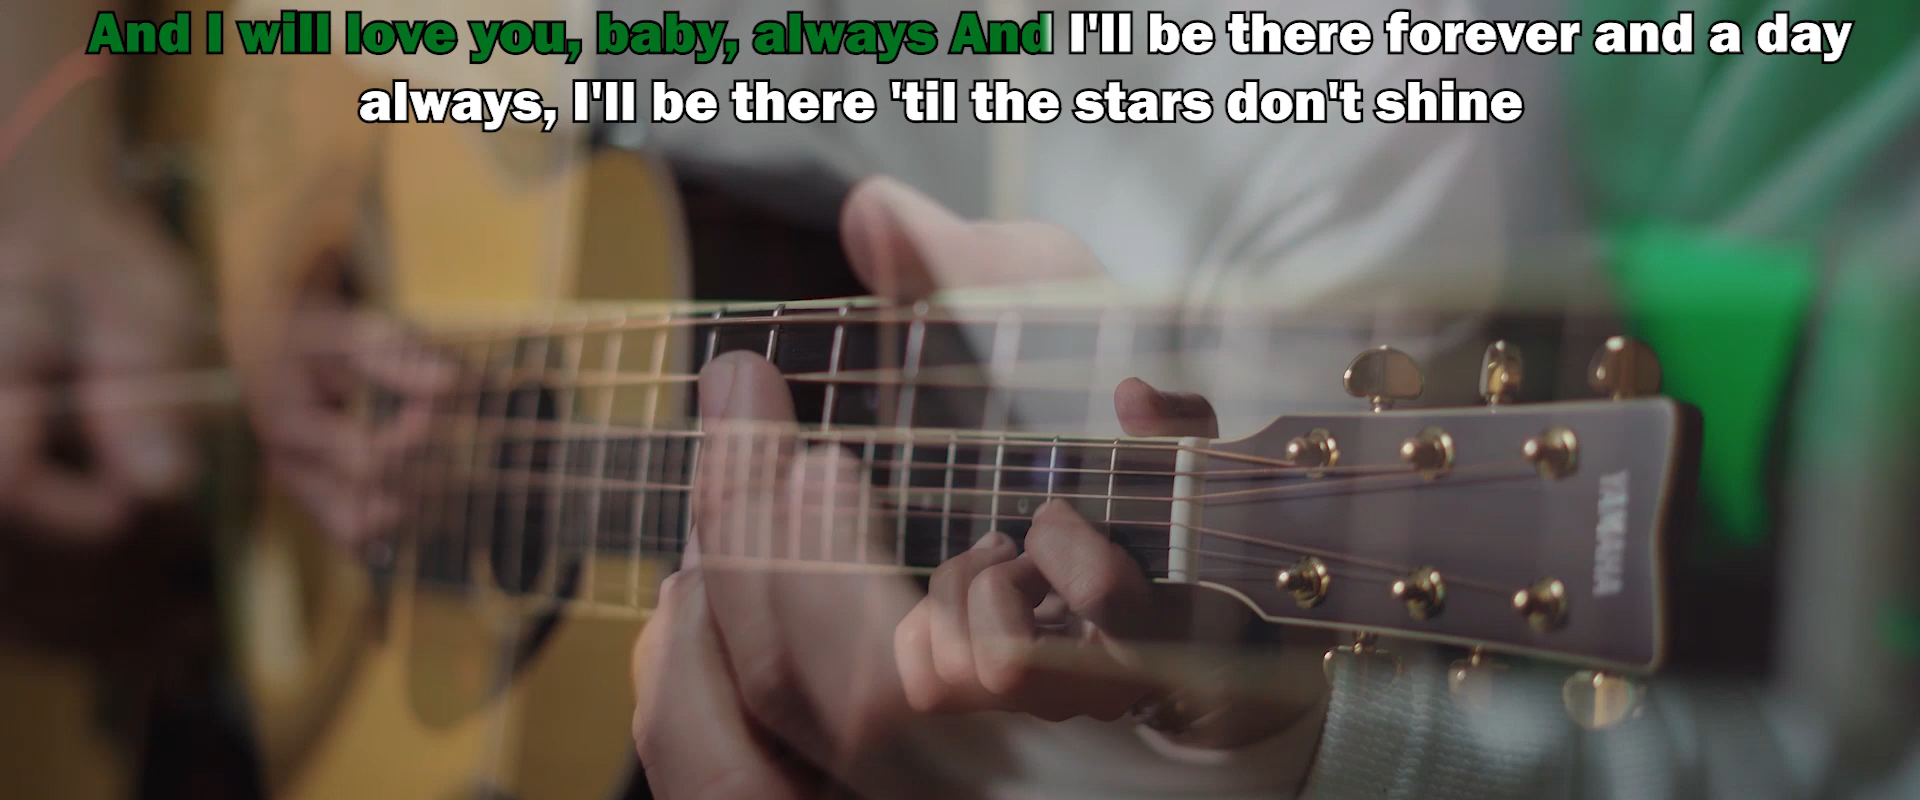 And I will love you, baby, always And I'll be there forever and a day
always, I'll be there 'til the stars don't shine
YAMAHA